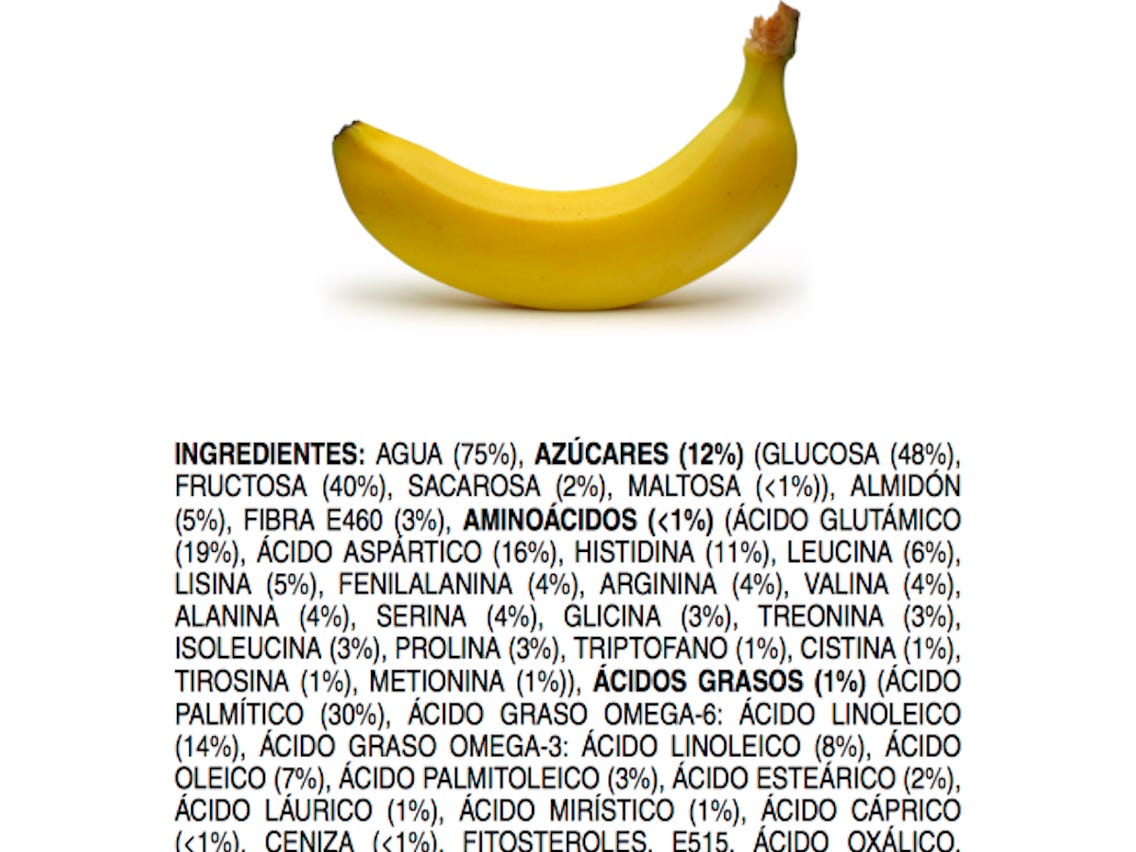 INGREDIENTES: AGUA (75%), AZÚCARES (12%) (GLUCOSA (48%),
FRUCTOSA (40%), SACAROSA (2%), MALTOSA (<1%)), ALMIDÓN
(5%), FIBRA E460 (3%), AMINOÁCIDOS (<1%) (ÁCIDO GLUTÁMICO
(19%), ÁCIDO ASPÁRTICO (16%), HISTIDINA (11%), LEUCINA (6%),
LISINA (5%), FENILALANINA (4%), ARGININA (4%), VALINA (4%),
ALANINA (4%), SERINA (4%), GLICINA (3%), TREONINA (3%),
ISOLEUCINA (3%), PROLINA (3%), TRIPTOFANO (1%), CISTINA (1%),
TIROSINA (1%), METIONINA (1%)), ÁCIDOS GRASOS (1%) (ÁCIDO
PALMÍTICO (30%), ÁCIDO GRASO OMEGA-6: ÁCIDO LINOLEICO
(14%), ÁCIDO GRASO OMEGA-3: ÁCIDO LINOLEICO (8%), ÁCIDO
OLEICO (7%), ÁCIDO PALMITOLEICO (3%), ÁCIDO ESTEÁRICO (2%),
ÁCIDO LÁURICO (1%), ÁCIDO MIRÍSTICO (1%), ÁCIDO CÁPRICO
(<1%), CENIZA (<1%), FITOSTEROLES, E515, ÁCIDO OXÁLICO,